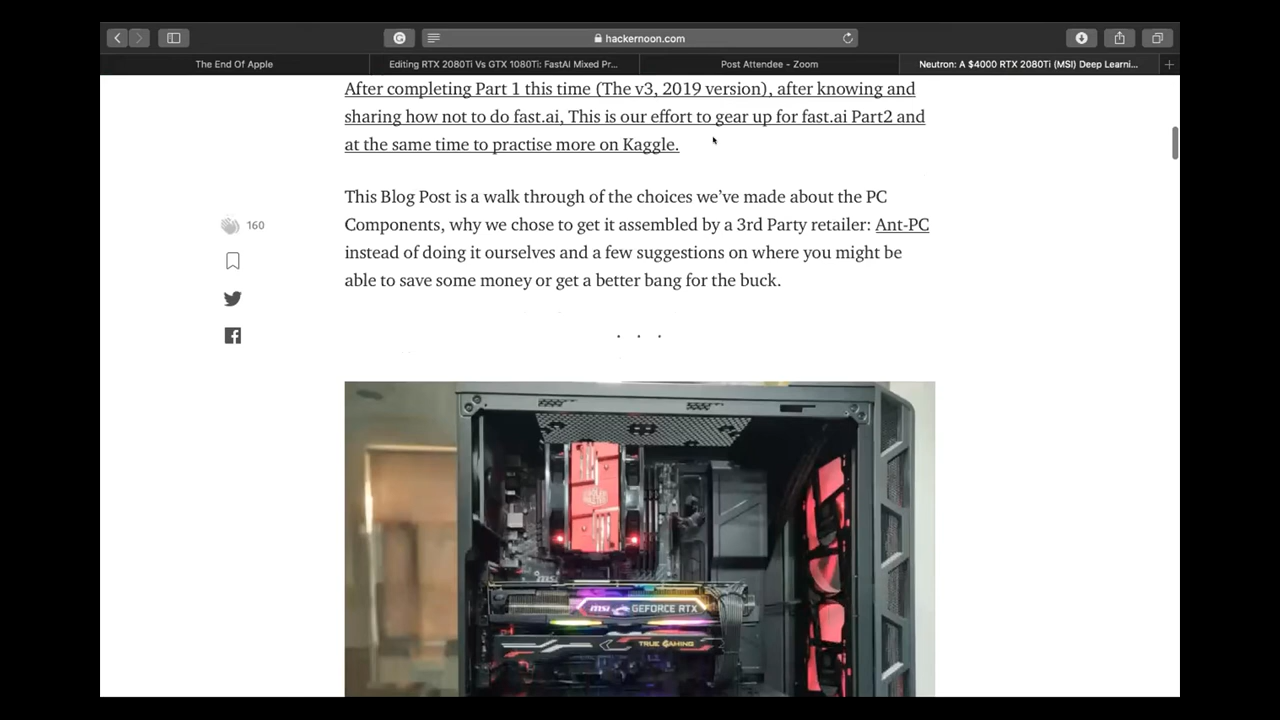 hackernoon.com
The End Of Apple
Editing RTX 2080Ti Vs GTX 1080Ti: FastAI Mixed Pr...
Post Attendee - Zoom
Neutron: A $4000 RTX 2080Ti (MSI) Deep Learni...
After completing Part 1 this time (The v3, 2019 version), after knowing and
sharing how not to do fast.ai, This is our effort to gear up for fast.ai Part2 and
at the same time to practise more on Kaggle.
This Blog Post is a walk through of the choices we’ve made about the PC
Components, why we chose to get it assembled by a 3rd Party retailer: Ant-PC
instead of doing it ourselves and a few suggestions on where you might be
able to save some money or get a better bang for the buck.
160
. . .
msi GEFORCE RTX
TRUE GAMING